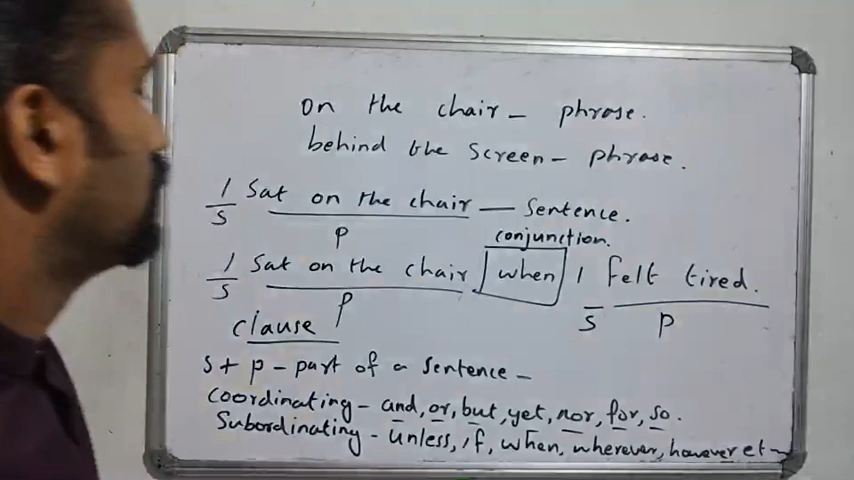 on the chair - phrase.
behind the screen - phrase.
I sat on the chair - sentence.
S P
conjunction.
I sat on the chair when I felt tired.
S P S P
clause
S + P - part of a sentence -
coordinating - and, or, but, yet, nor, for, so.
Subordinating - unless, if, when, wherever, however et